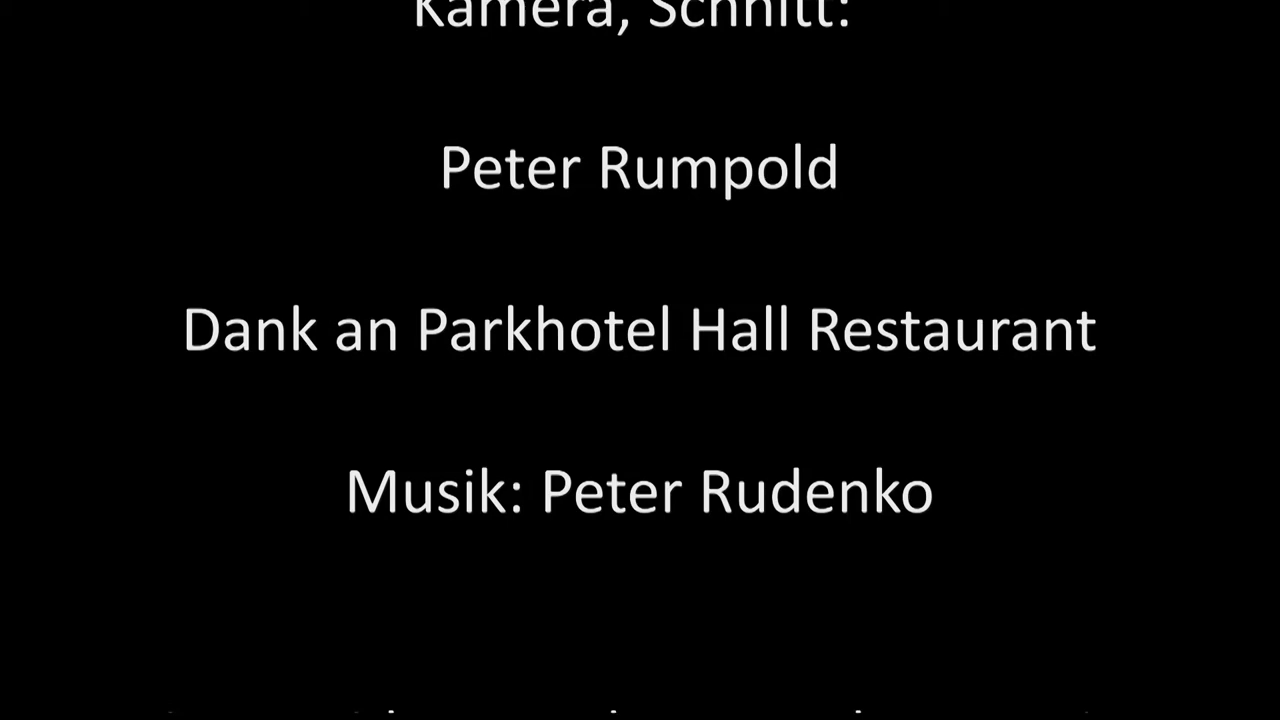 Kamera, Schnitt:
Peter Rumpold
Dank an Parkhotel Hall Restaurant
Musik: Peter Rudenko